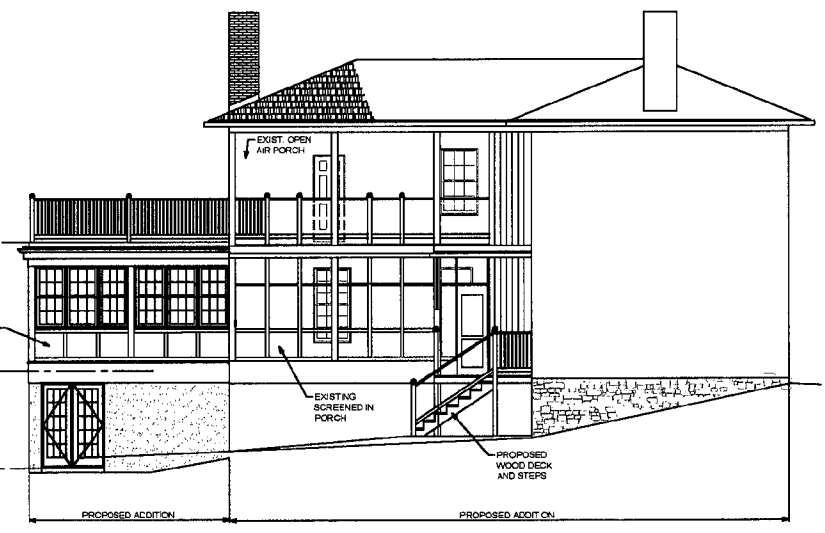 EXIST. OPEN
AIR PORCH
EXISTING
SCREENED IN
PORCH
PROPOSED
WOOD DECK
AND STEPS
PROPOSED ADDITION
PROPOSED ADDITION